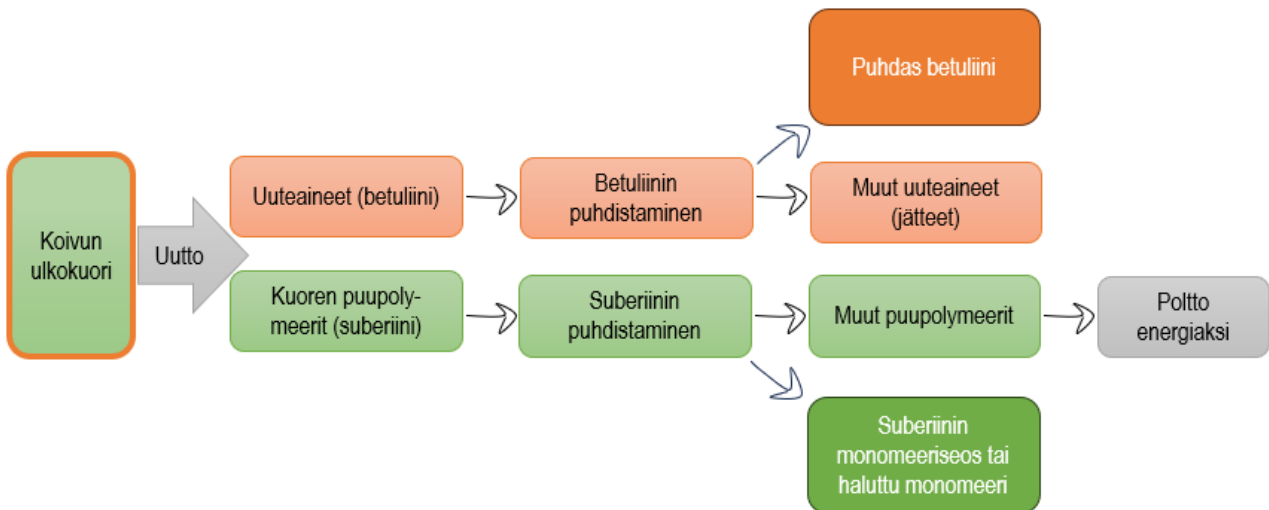 Koivun
ulkokuori
Uutto
Uuteaineet (betuliini)
Betuliinin
puhdistaminen
Puhdas betuliini
Muut uuteaineet
(jätteet)
Kuoren puupoly-
meerit (suberiini)
Suberiinin
puhdistaminen
Muut puupolymeerit
Poltto
energiaksi
Suberiinin
monomeeriseos tai
haluttu monomeeri